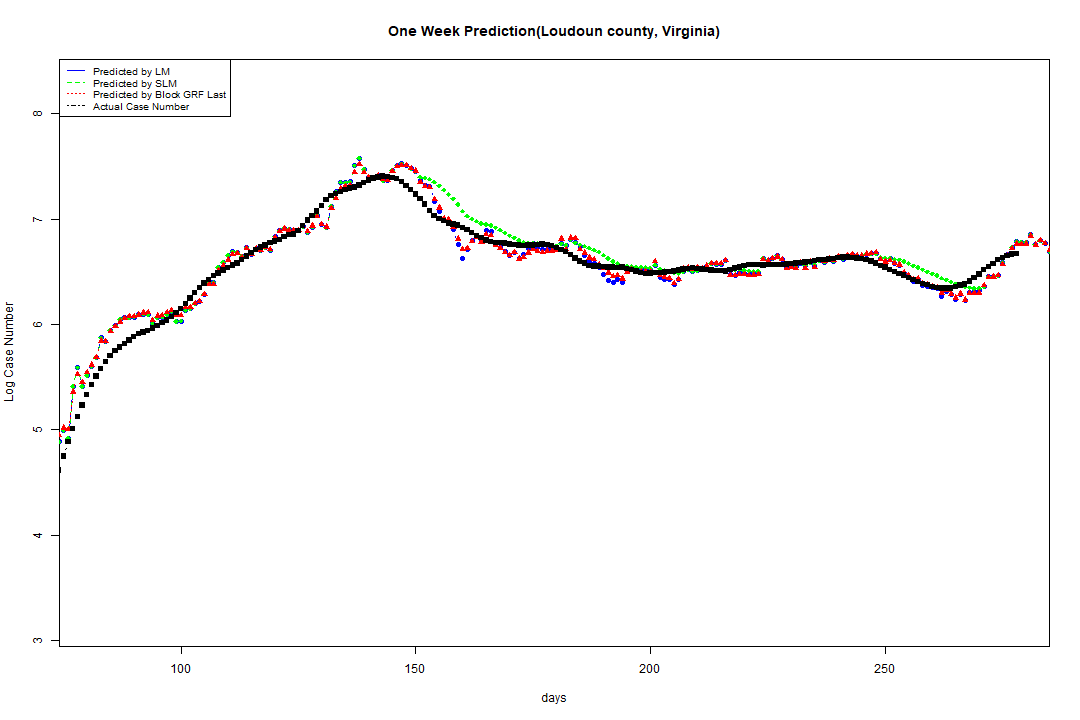 One Week Prediction(Loudoun county, Virginia)
Predicted by LM
Predicted by SLM
Predicted by Block GRF Last
Actual Case Number
8
7
6
5
4
3
Log Case Number
100 150 200 250
days